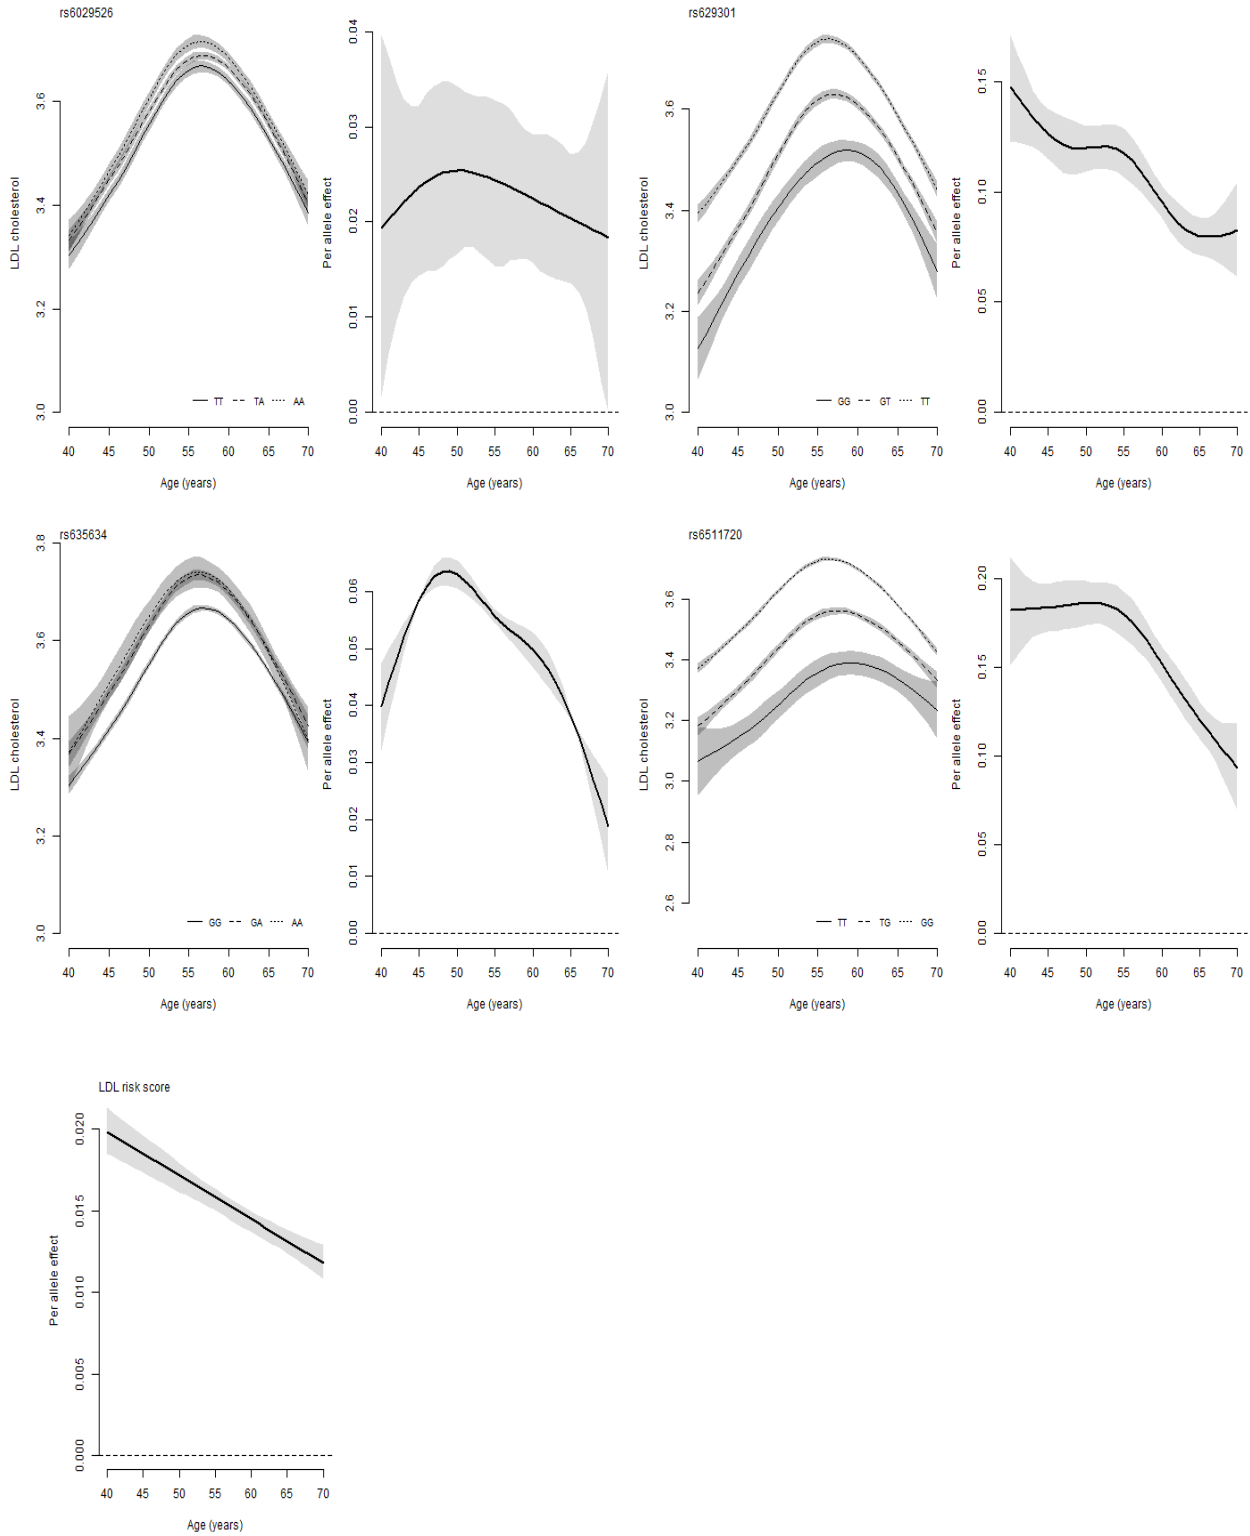 rs6029526
LDL cholesterol
3.0 3.2 3.4 3.6
TT TA AA
40 45 50 55 60 65 70
Age (years)
Per allele effect
0.00 0.01 0.02 0.03 0.04
40 45 50 55 60 65 70
Age (years)
rs629301
LDL cholesterol
3.0 3.2 3.4 3.6
GG GT TT
40 45 50 55 60 65 70
Age (years)
Per allele effect
0.00 0.05 0.10 0.15
40 45 50 55 60 65 70
Age (years)
rs635634
LDL cholesterol
3.0 3.2 3.4 3.6 3.8
GG GA AA
40 45 50 55 60 65 70
Age (years)
Per allele effect
0.00 0.01 0.02 0.03 0.04 0.05 0.06
40 45 50 55 60 65 70
Age (years)
rs6511720
LDL cholesterol
2.6 2.8 3.0 3.2 3.4 3.6
TT TG GG
40 45 50 55 60 65 70
Age (years)
Per allele effect
0.00 0.05 0.10 0.15 0.20
40 45 50 55 60 65 70
Age (years)
LDL risk score
Per allele effect
0.000 0.005 0.010 0.015 0.020
40 45 50 55 60 65 70
Age (years)